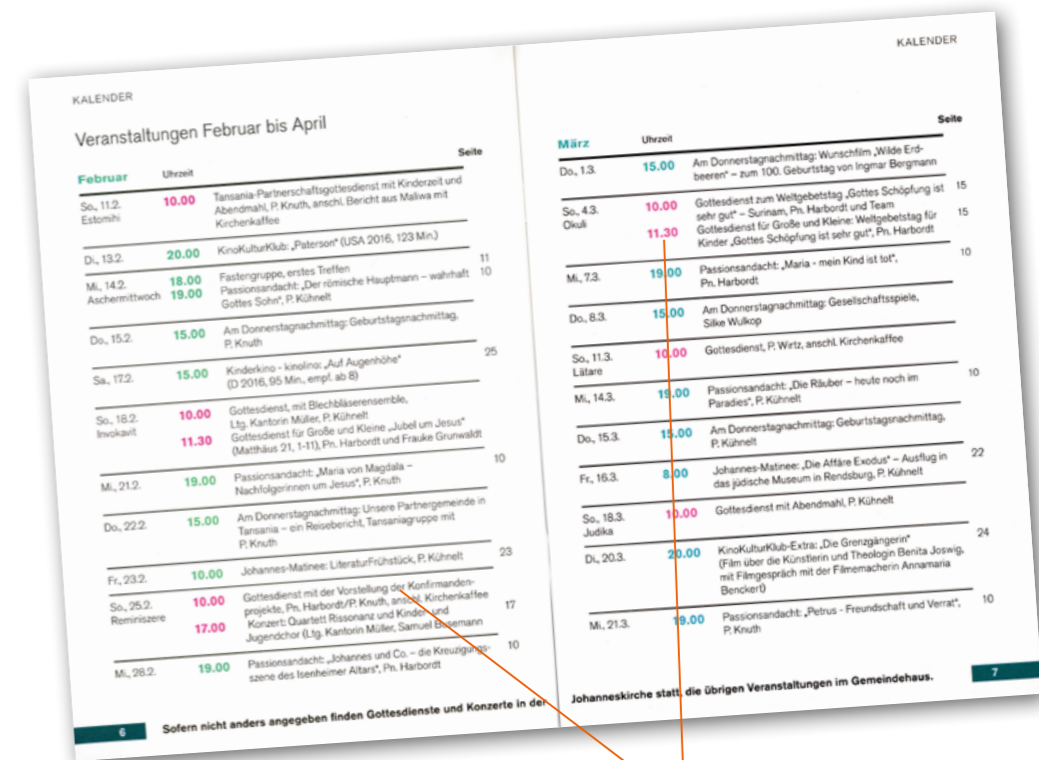 KALENDER
Veranstaltungen Februar bis April
Seite
Februar Uhrzeit
So., 11.2. 10.00 Tansania-Partnerschaftsgottesdienst mit Kinderzeit und
Estomihi Abendmahl, P. Knuth, anschl. Bericht aus Maliwa mit
Kirchenkaffee
Di., 13.2. 20.00 KinoKulturKlub: „Paterson“ (USA 2016, 123 Min.)
Mi., 14.2. 18.00 Fastengruppe, erstes Treffen 11
Aschermittwoch 19.00 Passionsandacht: „Der römische Hauptmann – wahrhaft 10
Gottes Sohn“, P. Kühnelt
Do., 15.2. 15.00 Am Donnerstagnachmittag: Geburtstagsnachmittag,
P. Knuth
Sa., 17.2. 15.00 Kinderkino - kinolino: „Auf Augenhöhe“ 25
(D 2016, 95 Min., empf. ab 8)
So., 18.2. 10.00 Gottesdienst, mit Blechbläserensemble,
Invokavit Ltg. Kantorin Müller, P. Kühnelt
11.30 Gottesdienst für Große und Kleine „Jubel um Jesus“
(Matthäus 21, 1-11), Pn. Harbordt und Frauke Grunwaldt
Mi., 21.2. 19.00 Passionsandacht: „Maria von Magdala – 10
Nachfolgerinnen um Jesus“, P. Knuth
Do., 22.2. 15.00 Am Donnerstagnachmittag: Unsere Partnergemeinde in
Tansania – ein Reisebericht, Tansaniagruppe mit
P. Knuth
Fr., 23.2. 10.00 Johannes-Matinee: LiteraturFrühstück, P. Kühnelt 23
So., 25.2. 10.00 Gottesdienst mit der Vorstellung der Konfirmanden-
Reminiszere projekte, Pn. Harbordt/P. Knuth, anschl. Kirchenkaffee
17.00 Konzert: Quartett Rissonanz und Kinder- und 17
Jugendchor (Ltg. Kantorin Müller, Samuel Busemann
Mi., 28.2. 19.00 Passionsandacht: „Johannes und Co. – die Kreuzigungs- 10
szene des Isenheimer Altars“, Pn. Harbordt
6 Sofern nicht anders angegeben finden Gottesdienste und Konzerte in der
KALENDER
Seite
März Uhrzeit
Do., 1.3. 15.00 Am Donnerstagnachmittag: Wunschfilm „Wilde Erd-
beeren“ – zum 100. Geburtstag von Ingmar Bergmann
So., 4.3. 10.00 Gottesdienst zum Weltgebetstag „Gottes Schöpfung ist 15
Okuli sehr gut“ – Surinam, Pn. Harbordt und Team
11.30 Gottesdienst für Große und Kleine: Weltgebetstag für 15
Kinder „Gottes Schöpfung ist sehr gut“, Pn. Harbordt
Mi., 7.3. 19.00 Passionsandacht: „Maria - mein Kind ist tot“, 10
Pn. Harbordt
Do., 8.3. 15.00 Am Donnerstagnachmittag: Gesellschaftsspiele,
Silke Wulkop
So., 11.3. 10.00 Gottesdienst, P. Wirtz, anschl. Kirchenkaffee
Lätare
Mi., 14.3. 19.00 Passionsandacht: „Die Räuber – heute noch im 10
Paradies“, P. Kühnelt
Do., 15.3. 15.00 Am Donnerstagnachmittag: Geburtstagsnachmittag,
P. Kühnelt
Fr., 16.3. 8.00 Johannes-Matinee: „Die Affäre Exodus“ – Ausflug in 22
das jüdische Museum in Rendsburg, P. Kühnelt
So., 18.3. 10.00 Gottesdienst mit Abendmahl, P. Kühnelt
Judika
Di., 20.3. 20.00 KinoKulturKlub-Extra: „Die Grenzgängerin“ 24
(Film über die Künstlerin und Theologin Benita Joswig,
mit Filmgespräch mit der Filmemacherin Annamaria
Benckert)
Mi., 21.3. 19.00 Passionsandacht: „Petrus - Freundschaft und Verrat“, 10
P. Knuth
Johanneskirche statt, die übrigen Veranstaltungen im Gemeindehaus. 7